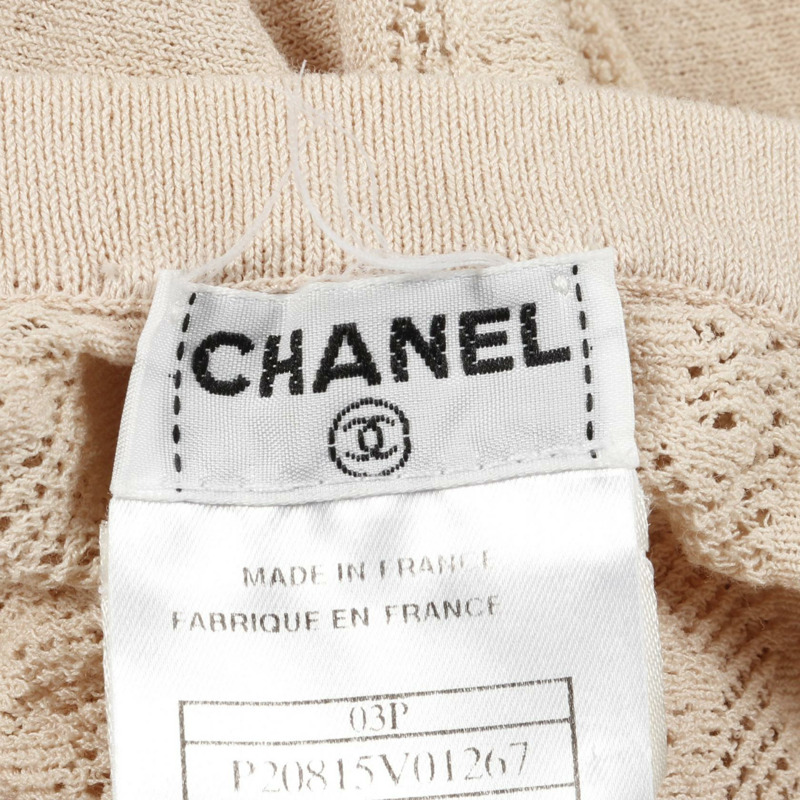 CHANEL
MADE IN FRANCE
FABRIQUE EN FRANCE
03P
P20815V01267